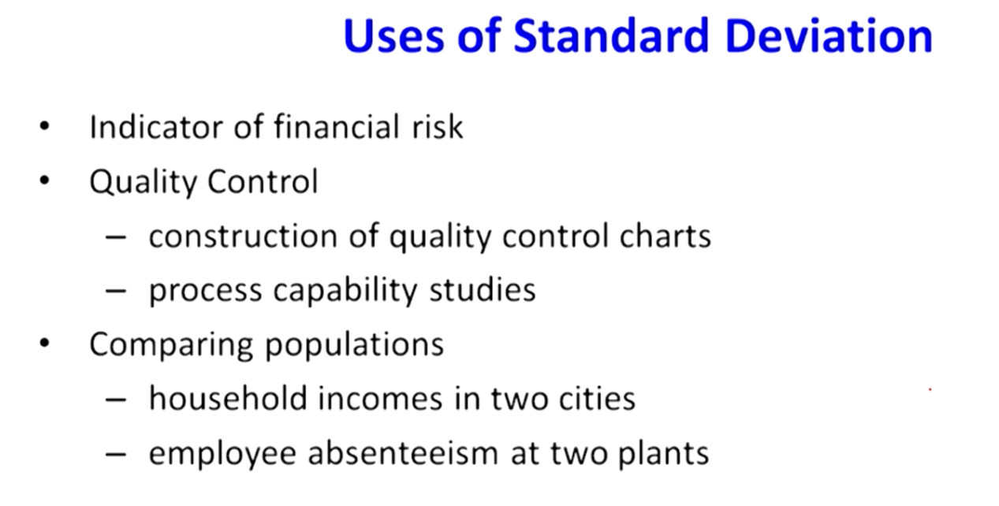 Uses of Standard Deviation
• Indicator of financial risk
• Quality Control
– construction of quality control charts
– process capability studies
• Comparing populations
– household incomes in two cities
– employee absenteeism at two plants